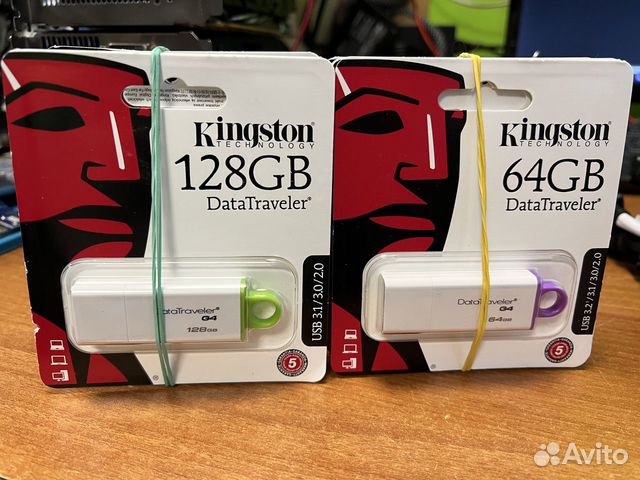 Kingston
TECHNOLOGY
128GB
DataTraveler®
DataTraveler®
G4
128GB
USB 3.1/3.0/2.0
5
®
Kingston
TECHNOLOGY
64GB
DataTraveler®
DataTraveler®
G4
64GB
USB 3.2/3.1/3.0/2.0
5
®
Avito